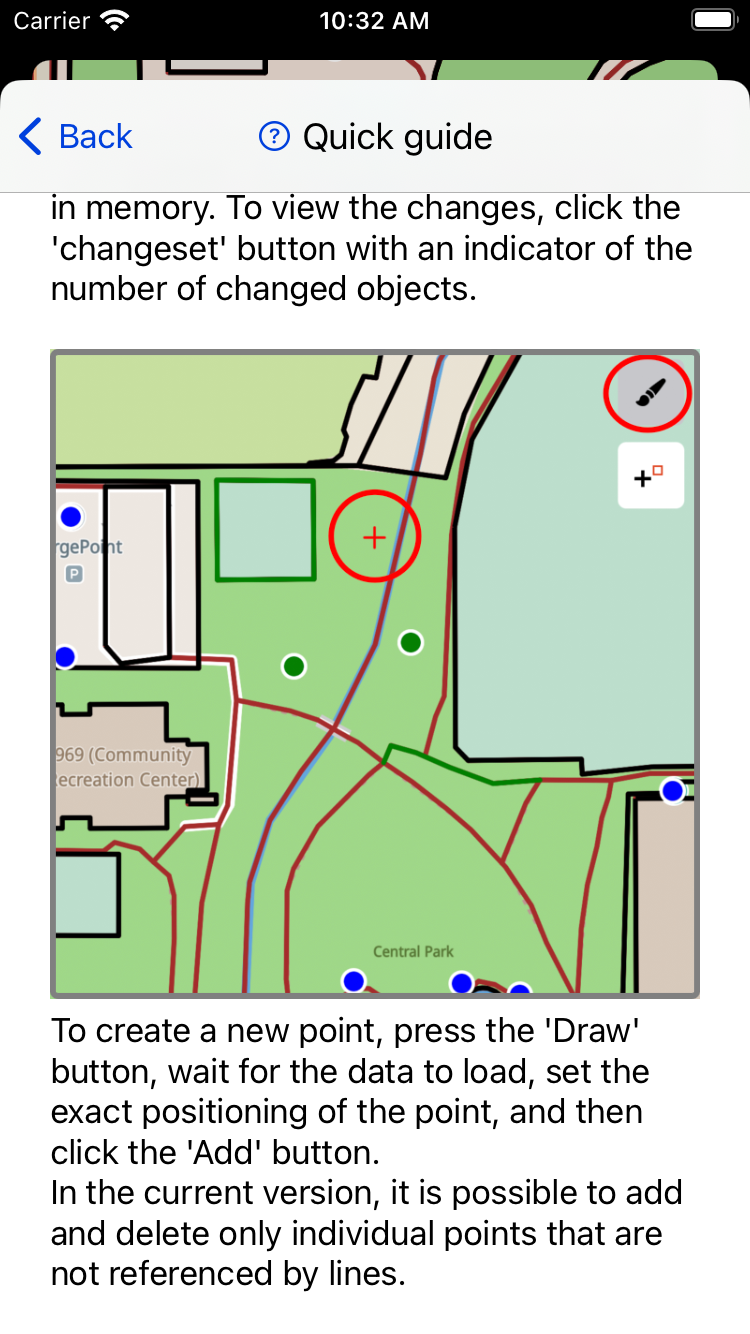 Carrier 10:32 AM
Back Quick guide
in memory. To view the changes, click the
'changeset' button with an indicator of the
number of changed objects.
rgePoint
P
969 (Community
ecreation Center)
Central Park
To create a new point, press the 'Draw'
button, wait for the data to load, set the
exact positioning of the point, and then
click the 'Add' button.
In the current version, it is possible to add
and delete only individual points that are
not referenced by lines.